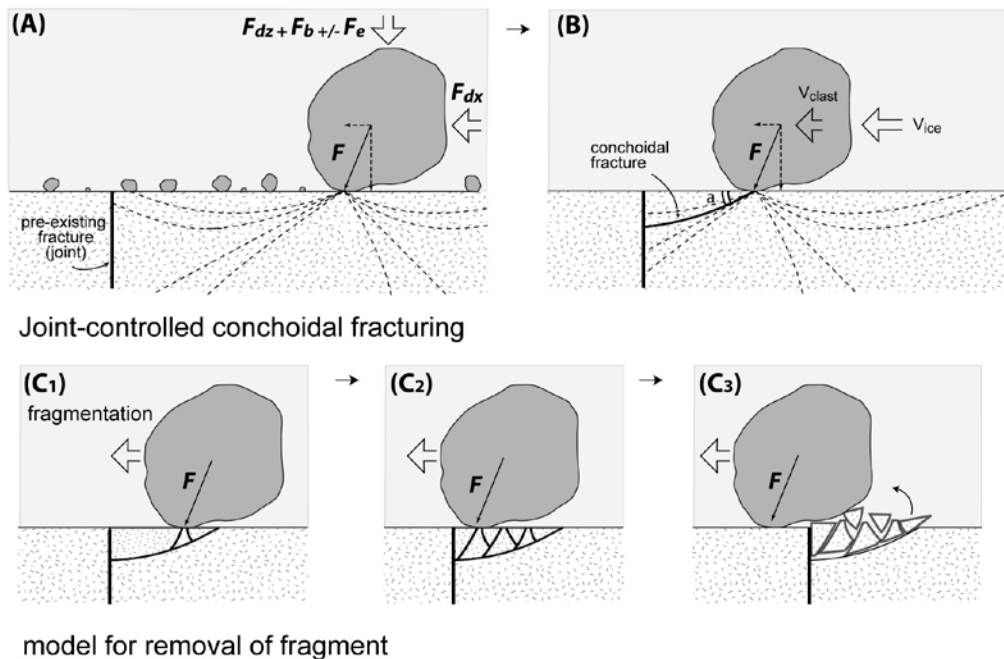 (A)
Fdz + Fb +/- Fe
(B)
Fdx
Vclast
Vice
F
F
conchoidal
fracture
a
pre-existing
fracture
(joint)
Joint-controlled conchoidal fracturing
(C1)
(C2)
(C3)
fragmentation
F
F
F
model for removal of fragment